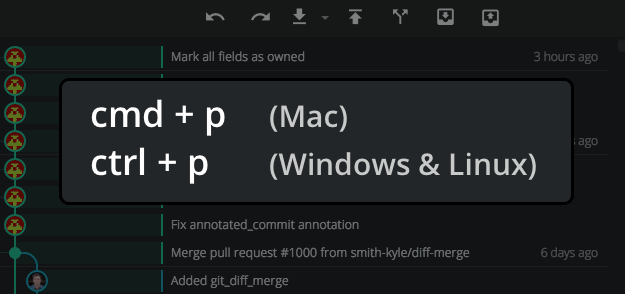 Mark all fields as owned 3 hours ago
cmd + p (Mac)
ctrl + p (Windows & Linux)
ago
Fix annotated_commit annotation
Merge pull request #1000 from smith-kyle/diff-merge 6 days ago
Added git_diff_merge